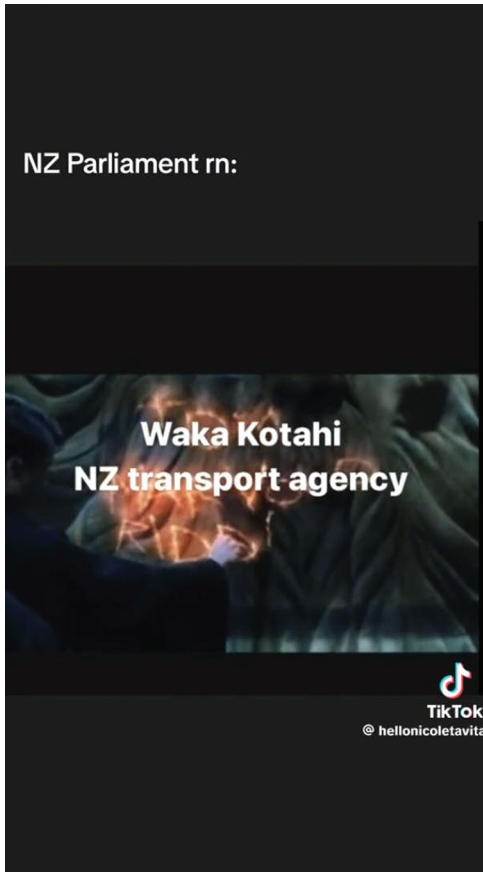 NZ Parliament rn:
Waka Kotahi
NZ transport agency
TikTok
@ hellonicoletavita